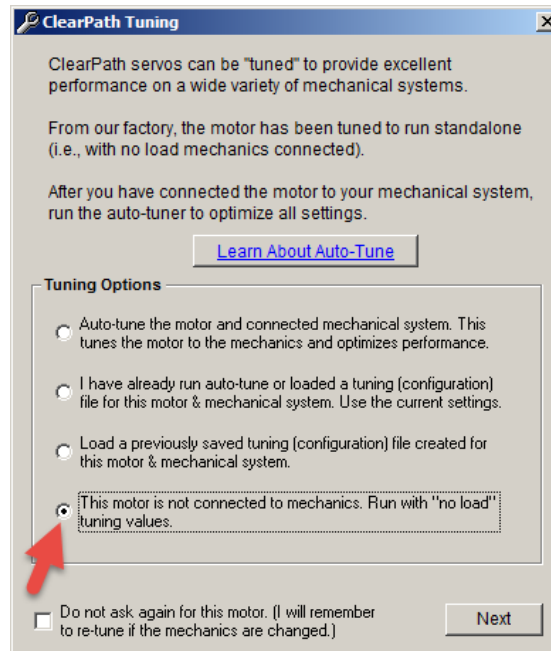 ClearPath Tuning
ClearPath servos can be "tuned" to provide excellent
performance on a wide variety of mechanical systems.
From our factory, the motor has been tuned to run standalone
(i.e., with no load mechanics connected).
After you have connected the motor to your mechanical system,
run the auto-tuner to optimize all settings.
Learn About Auto-Tune
Tuning Options
Auto-tune the motor and connected mechanical system. This
tunes the motor to the mechanics and optimizes performance.
I have already run auto-tune or loaded a tuning (configuration)
file for this motor & mechanical system. Use the current settings.
Load a previously saved tuning (configuration) file created for
this motor & mechanical system.
This motor is not connected to mechanics. Run with "no load"
tuning values.
Do not ask again for this motor. (I will remember
to re-tune if the mechanics are changed.)
Next